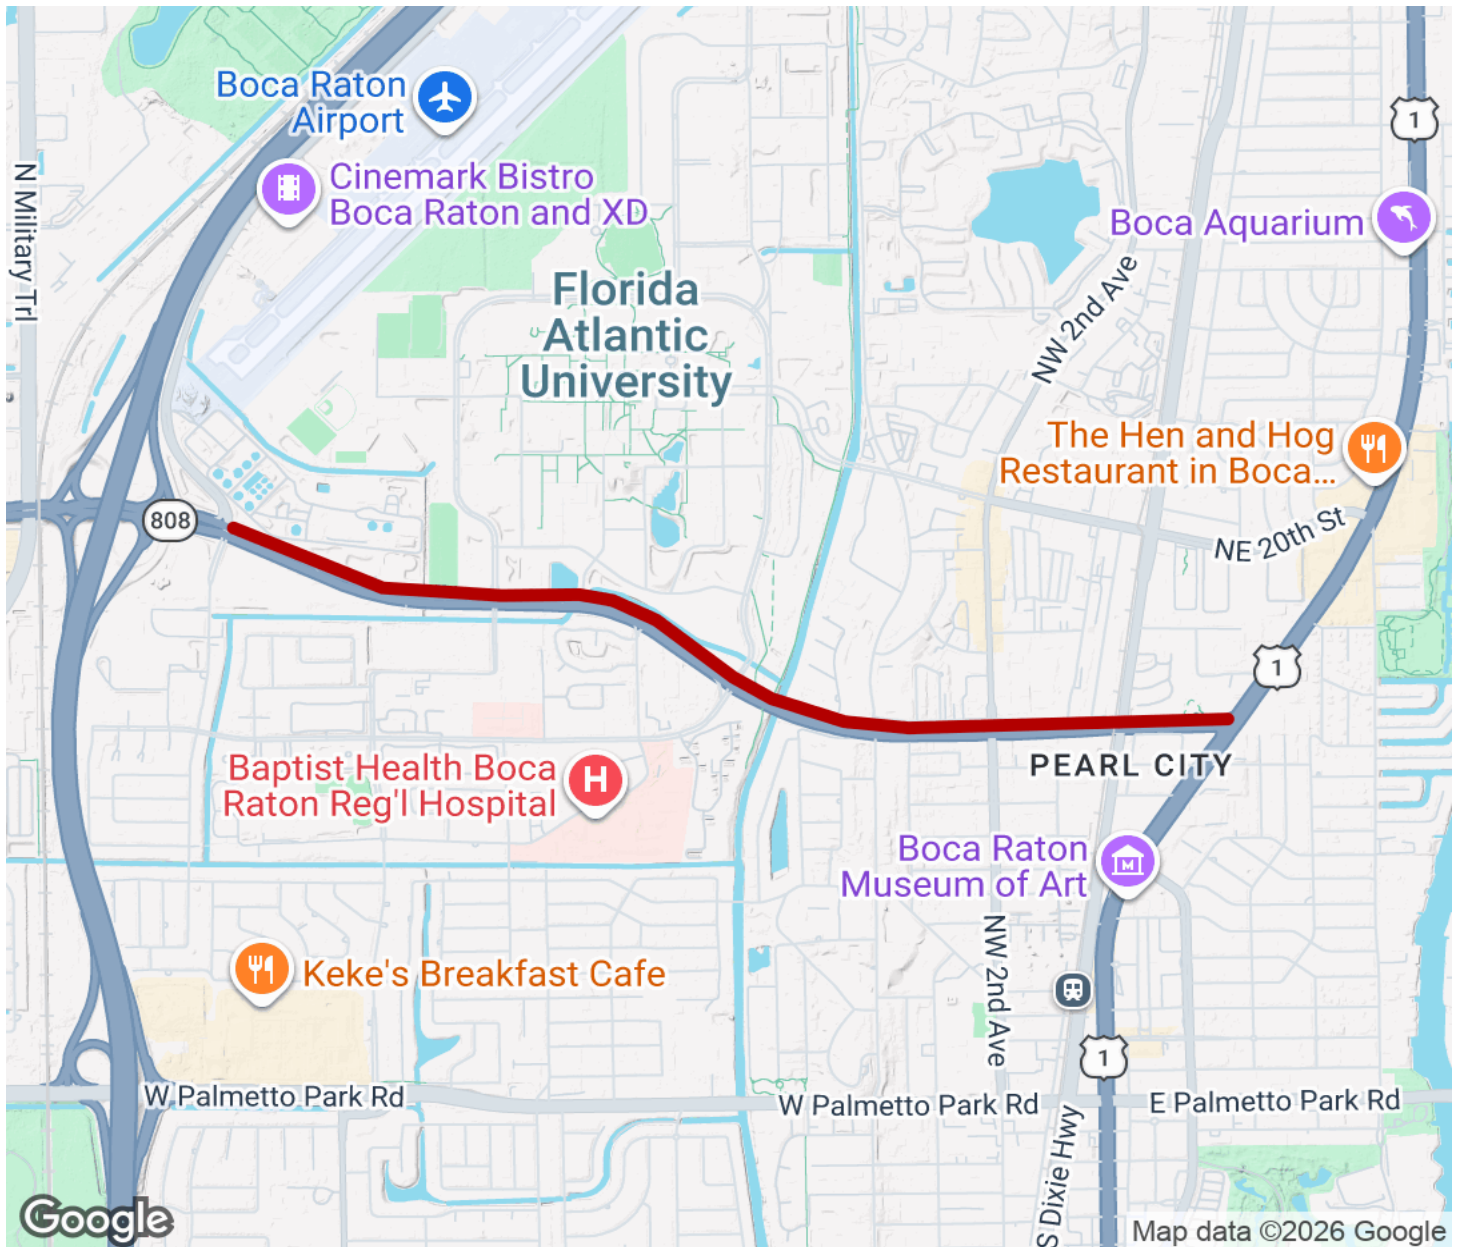 Boca Raton
Airport
1
N Military Trl
Cinemark Bistro
Boca Raton and XD
Boca Aquarium
Florida
Atlantic
University
NW 2nd Ave
The Hen and Hog
Restaurant in Boca...
808
NE 20th St
1
PEARL CITY
Baptist Health Boca
Raton Reg'l Hospital
H
Boca Raton
Museum of Art
M
NW 2nd Ave
Keke's Breakfast Cafe
1
W Palmetto Park Rd
W Palmetto Park Rd
E Palmetto Park Rd
S Dixie Hwy
Google
Map data ©2026 Google